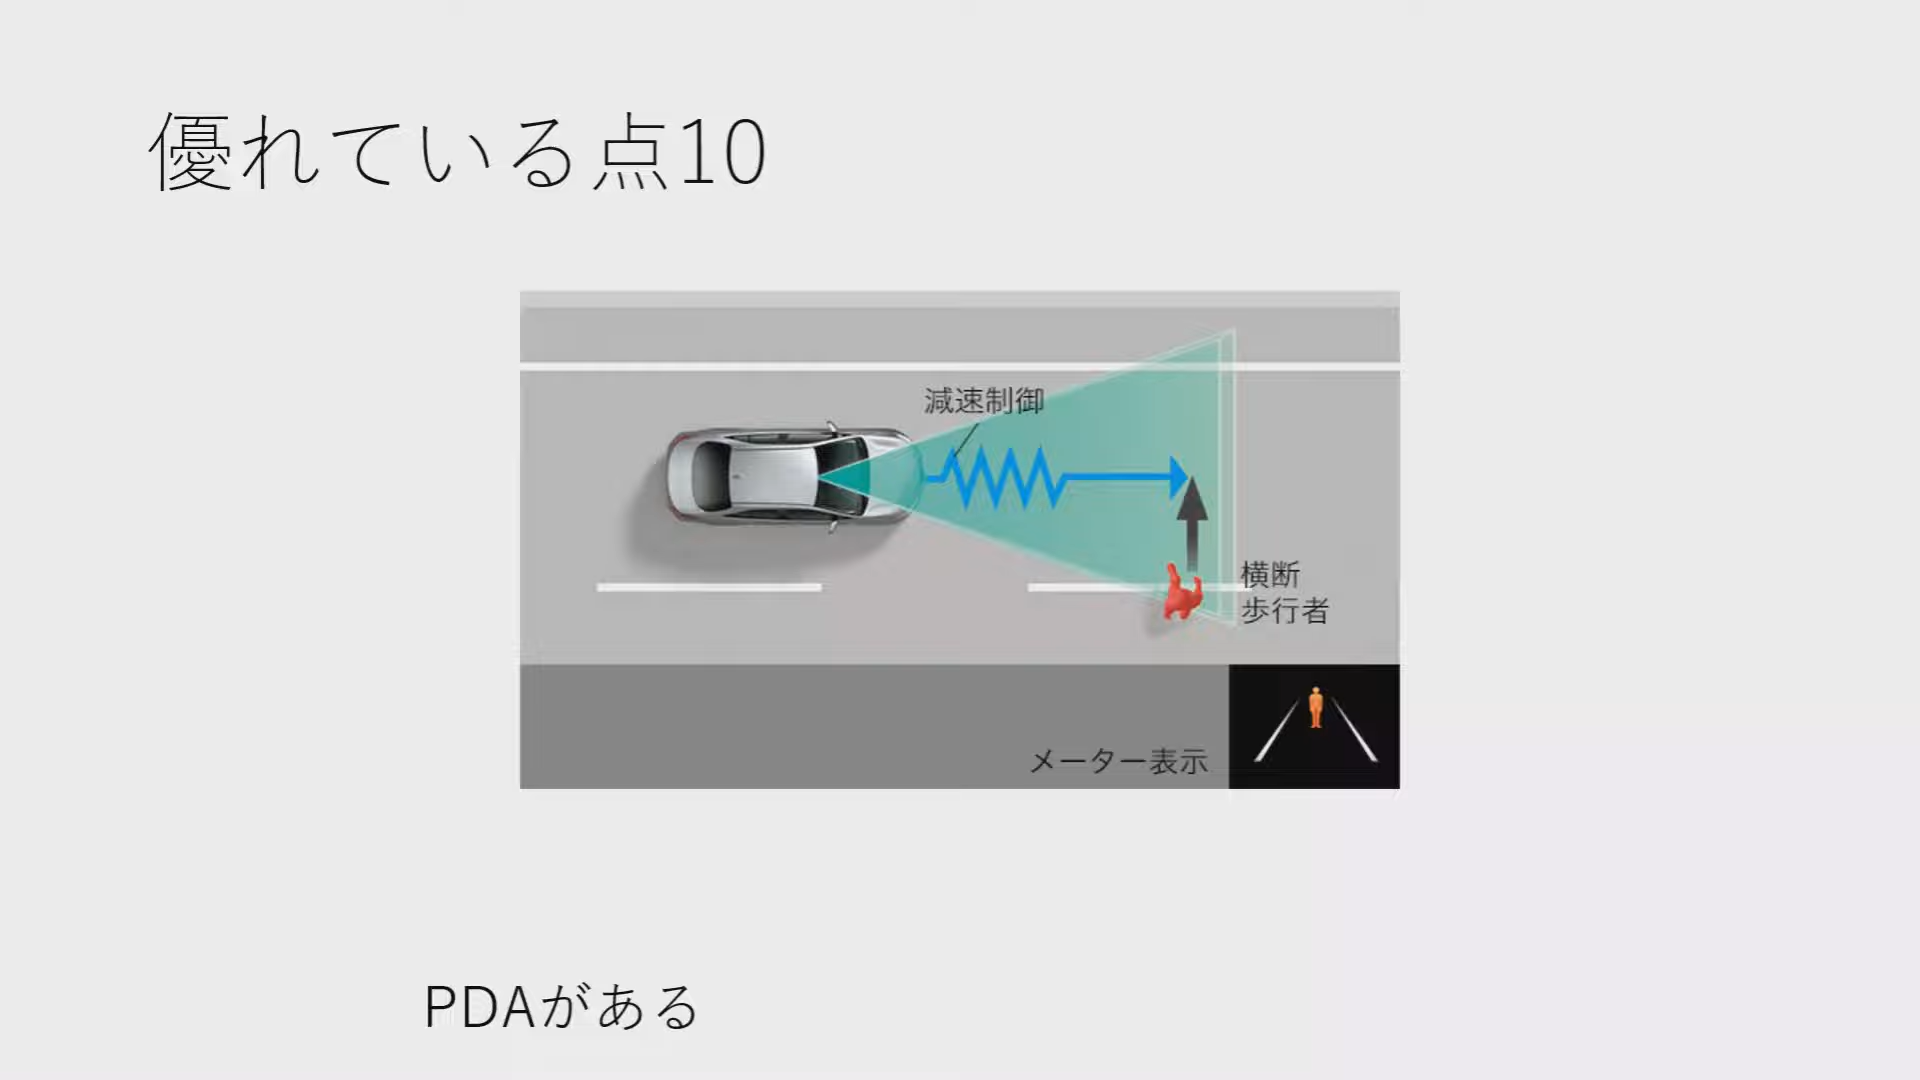 優れている点10
減速制御
横断
歩行者
メーター表示
PDAがある